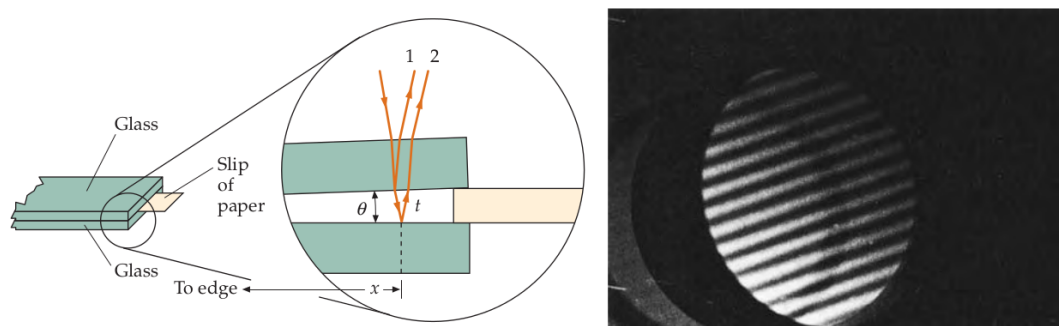 Glass
Slip
of
paper
Glass
To edge
x
θ
t
1 2